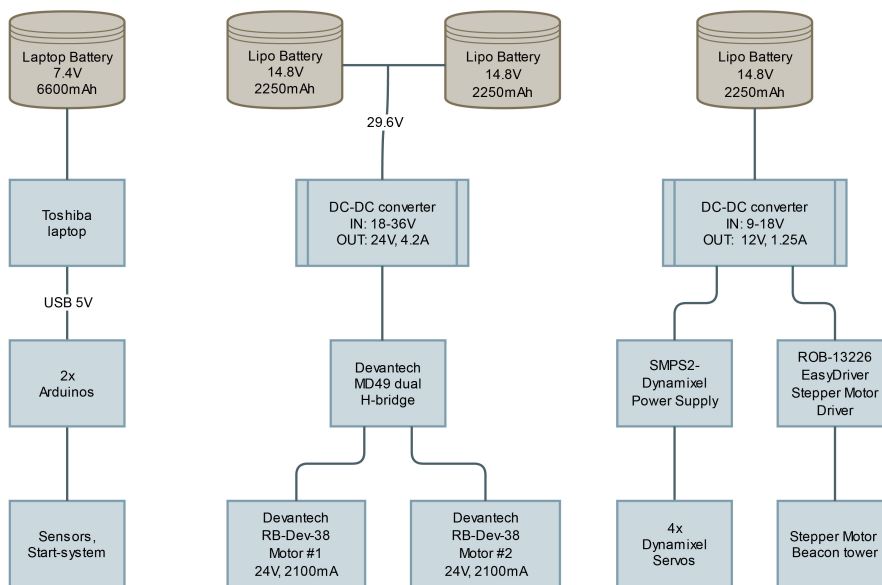 Laptop Battery
7.4V
6600mAh
Lipo Battery
14.8V
2250mAh
Lipo Battery
14.8V
2250mAh
Lipo Battery
14.8V
2250mAh
29.6V
Toshiba
laptop
DC-DC converter
IN: 18-36V
OUT: 24V, 4.2A
DC-DC converter
IN: 9-18V
OUT: 12V, 1.25A
USB 5V
2x
Arduinos
Devantech
MD49 dual
H-bridge
SMPS2-
Dynamixel
Power Supply
ROB-13226
EasyDriver
Stepper Motor
Driver
Sensors,
Start-system
Devantech
RB-Dev-38
Motor #1
24V, 2100mA
Devantech
RB-Dev-38
Motor #2
24V, 2100mA
4x
Dynamixel
Servos
Stepper Motor
Beacon tower